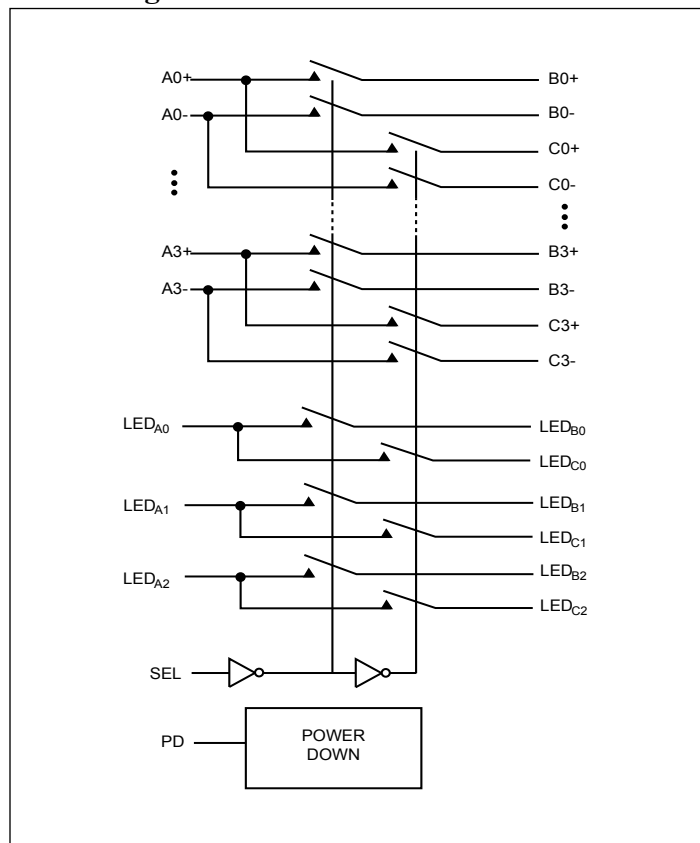 A0+ B0+
A0- B0-
C0+
C0-
A3+ B3+
A3- B3-
C3+
C3-
LEDA0 LEDB0
LEDC0
LEDA1 LEDB1
LEDC1
LEDA2 LEDB2
LEDC2
SEL
PD POWER
DOWN